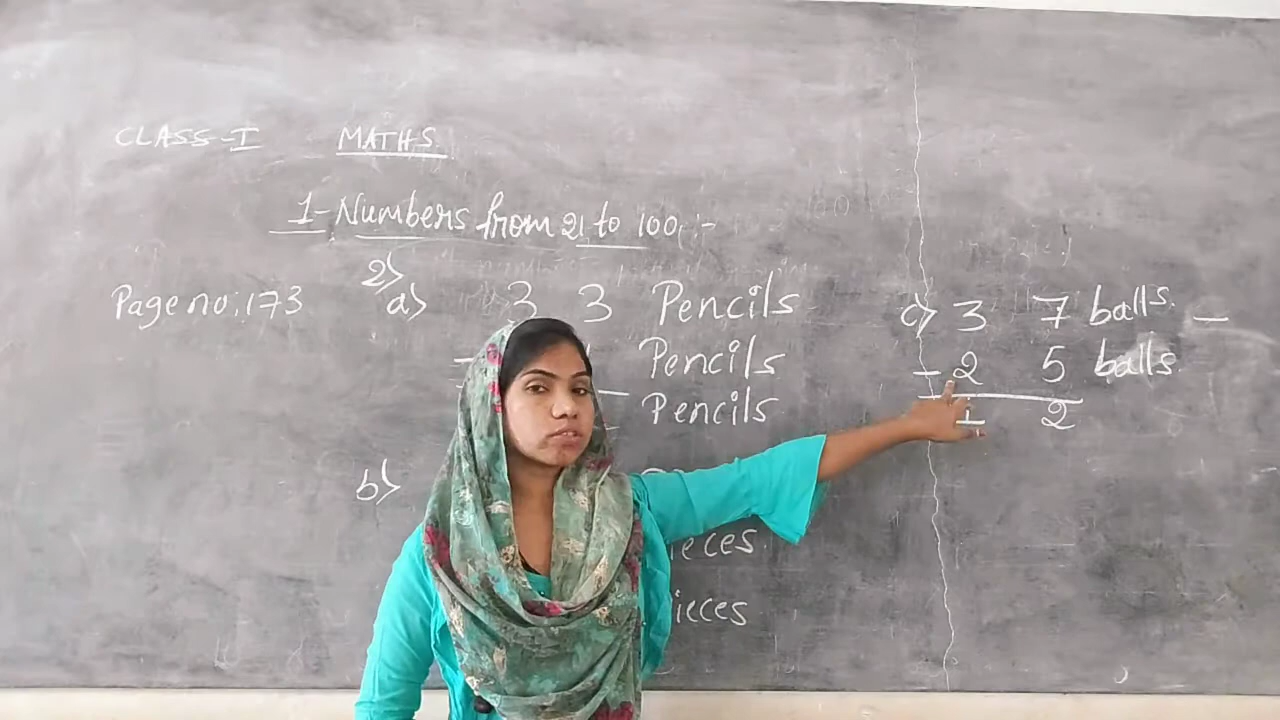 CLASS-I MATHS.
1-Numbers from 21 to 100 :-
Page no: 173
2)
a) 3 3 Pencils
- Pencils
Pencils
b)
ieces.
ieces
c) 3 7 balls. -
- 2 5 balls.
1 2